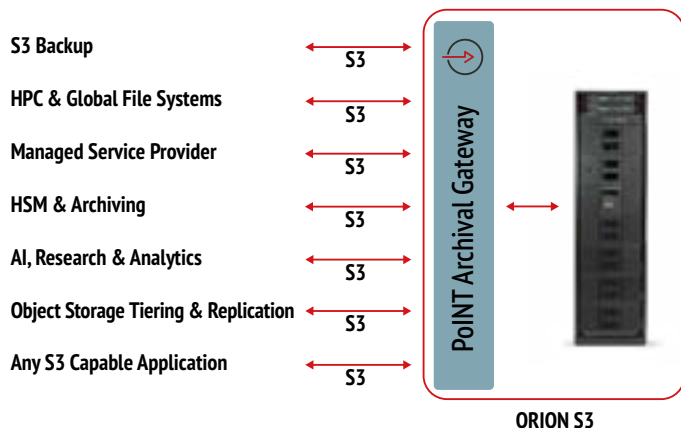 S3 Backup
S3
HPC & Global File Systems
S3
Managed Service Provider
S3
HSM & Archiving
S3
AI, Research & Analytics
S3
Object Storage Tiering & Replication
S3
Any S3 Capable Application
S3
PoINT Archival Gateway
ORION S3